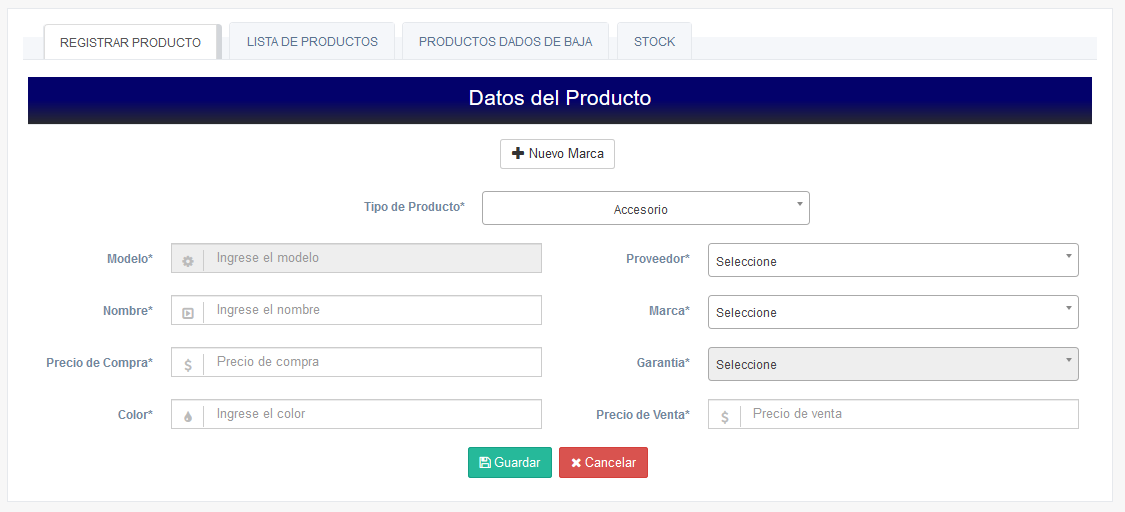 REGISTRAR PRODUCTO LISTA DE PRODUCTOS PRODUCTOS DADOS DE BAJA STOCK
Datos del Producto
Nuevo Marca
Tipo de Producto* Accesorio
Modelo* Ingrese el modelo Proveedor* Seleccione
Nombre* Ingrese el nombre Marca* Seleccione
Precio de Compra* $ Precio de compra Garantia* Seleccione
Color* Ingrese el color Precio de Venta* $ Precio de venta
Guardar Cancelar